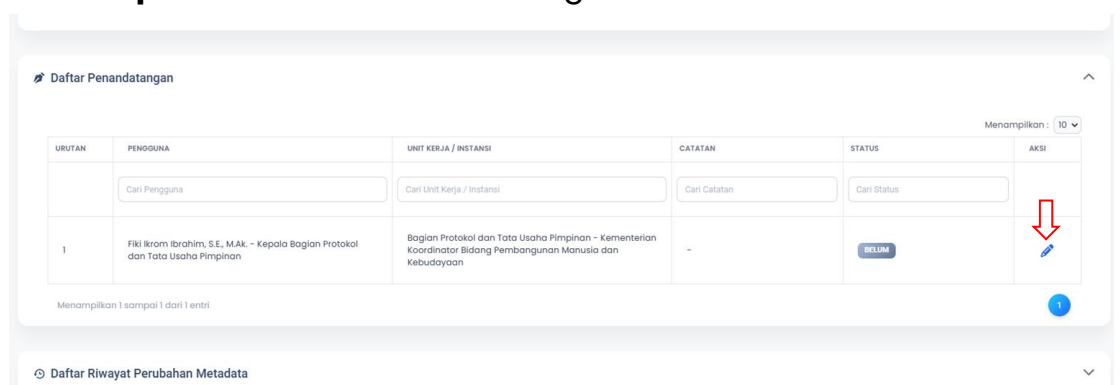 Daftar Penandatangan
Menampilkan : 10
URUTAN PENGGUNA UNIT KERJA / INSTANSI CATATAN STATUS AKSI
Cari Pengguna Cari Unit Kerja / Instansi Cari Catatan Cari Status
1 Fiki Ikrom Ibrahim, S.E., M.Ak. - Kepala Bagian Protokol
dan Tata Usaha Pimpinan
Bagian Protokol dan Tata Usaha Pimpinan - Kementerian
Koordinator Bidang Pembangunan Manusia dan
Kebudayaan
-
BELUM
Menampilkan 1 sampai 1 dari 1 entri
1
Daftar Riwayat Perubahan Metadata